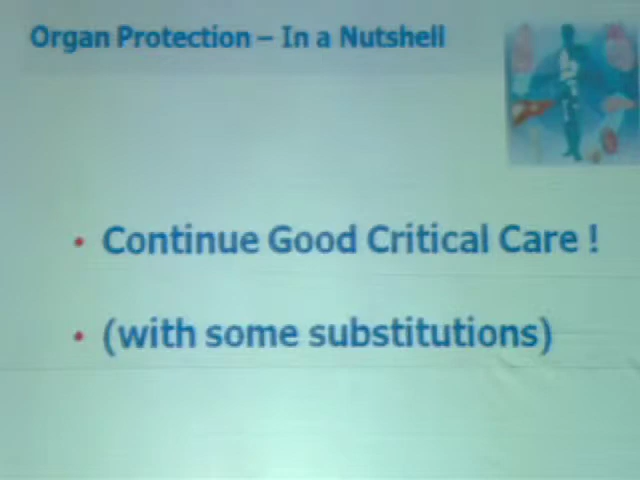 Organ Protection – In a Nutshell
• Continue Good Critical Care !
• (with some substitutions)